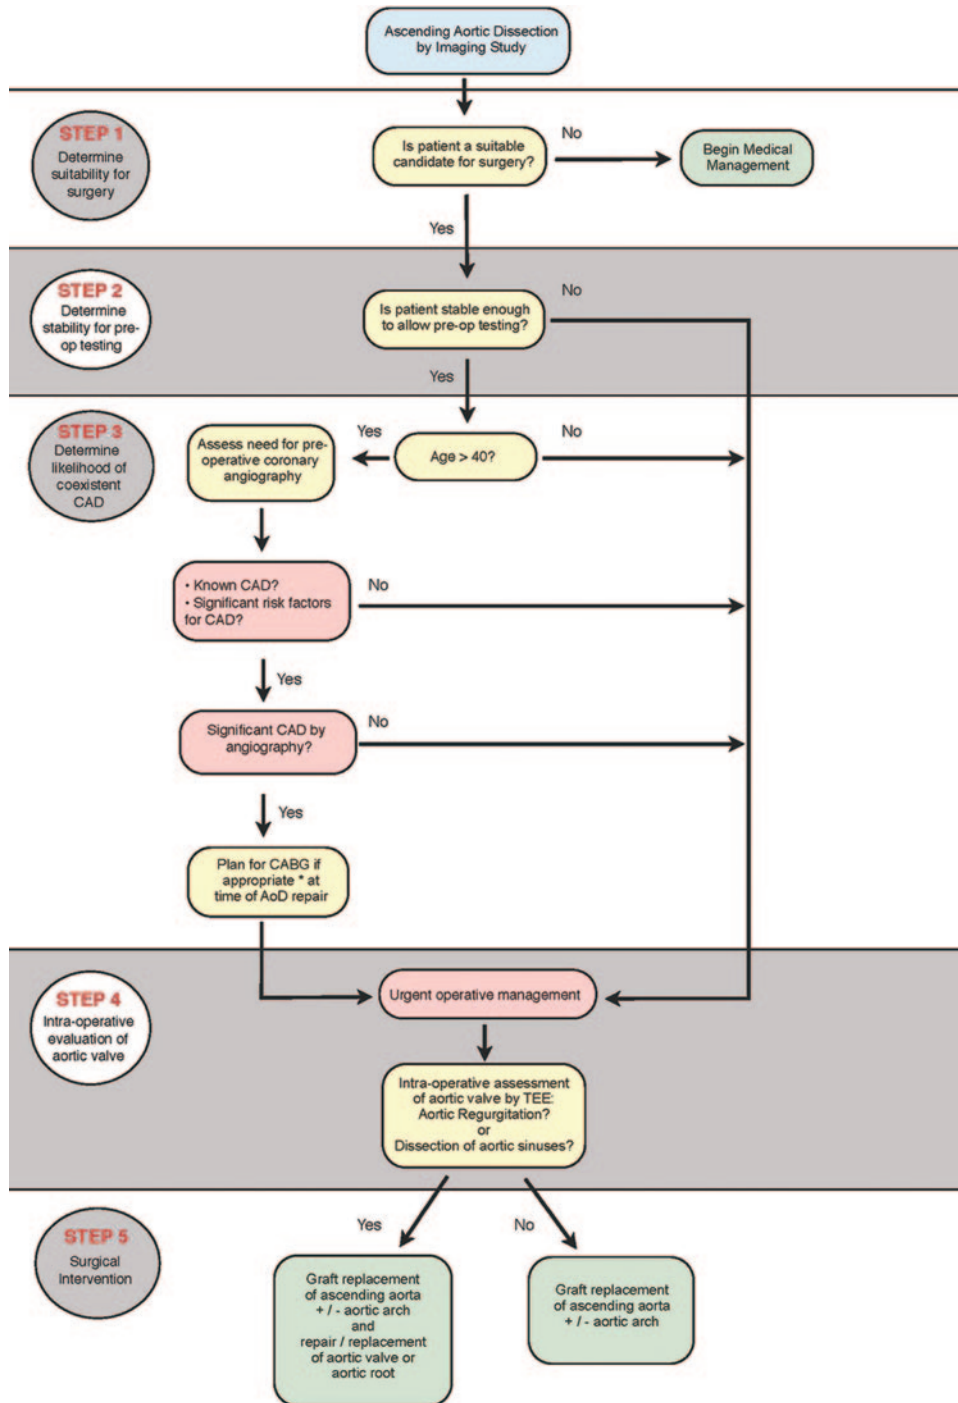 Ascending Aortic Dissection
by Imaging Study
STEP 1
Determine
suitability for
surgery
Is patient a suitable
candidate for surgery?
No
Begin Medical
Management
Yes
STEP 2
Determine
stability for pre-
op testing
Is patient stable enough
to allow pre-op testing?
No
Yes
STEP 3
Determine
likelihood of
coexistent
CAD
Assess need for pre-
operative coronary
angiography
Yes
Age > 40?
No
• Known CAD?
• Significant risk factors
for CAD?
No
Yes
Significant CAD by
angiography?
No
Yes
Plan for CABG if
appropriate * at
time of AoD repair
STEP 4
Intra-operative
evaluation of
aortic valve
Urgent operative management
Intra-operative assessment
of aortic valve by TEE:
Aortic Regurgitation?
or
Dissection of aortic sinuses?
Yes
No
STEP 5
Surgical
Intervention
Graft replacement
of ascending aorta
+ / - aortic arch
and
repair / replacement
of aortic valve or
aortic root
Graft replacement
of ascending aorta
+ / - aortic arch